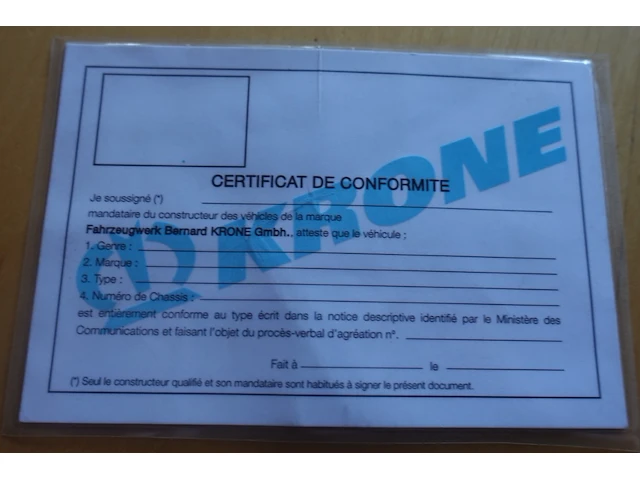 KRONE
CERTIFICAT DE CONFORMITE
Je soussigné (*)
mandataire du constructeur des véhicules de la marque
Fahrzeugwerk Bernard KRONE Gmbh., atteste que le véhicule :
1. Genre :
2. Marque :
3. Type :
4. Numéro de Chassis :
est entièrement conforme au type écrit dans la notice descriptive identifié par le Ministère des
Communications et faisant l'objet du procès-verbal d'agréation n°.
Fait à le
(*) Seul le constructeur qualifié et son mandataire sont habitués à signer le présent document.